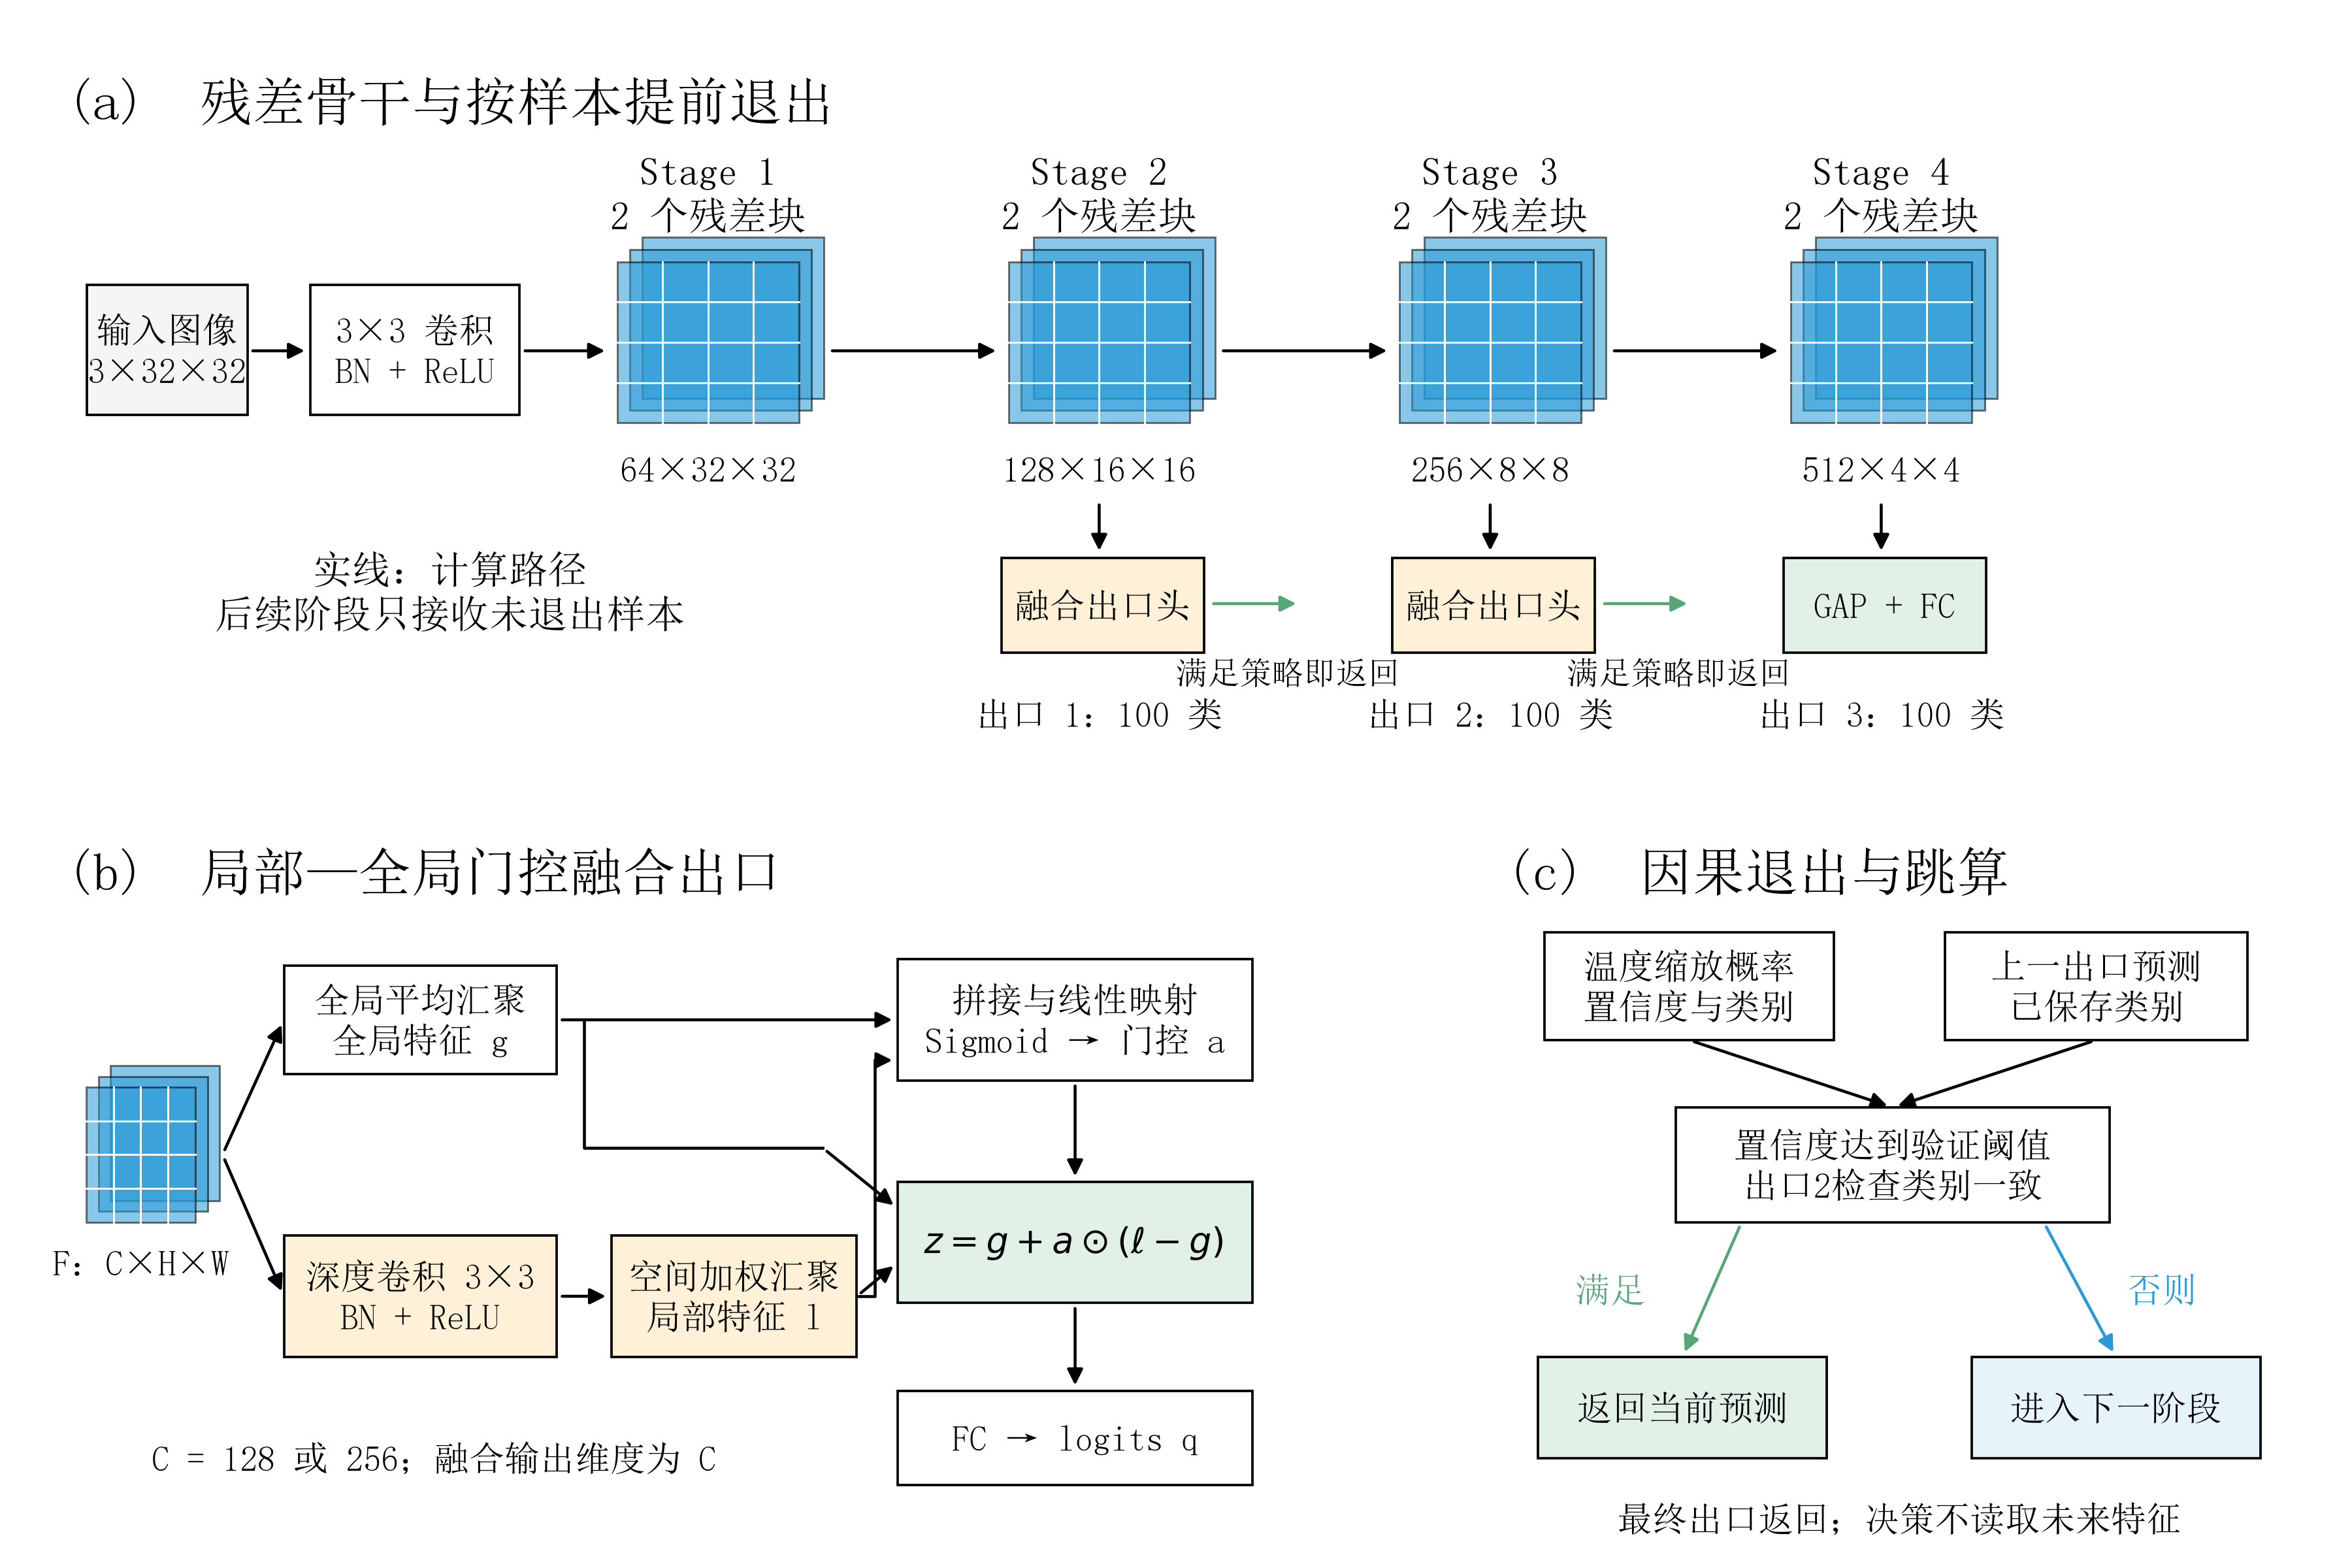 (a) 残差骨干与按样本提前退出
Stage 1
2 个残差块
Stage 2
2 个残差块
Stage 3
2 个残差块
Stage 4
2 个残差块
输入图像
3×32×32
3×3 卷积
BN + ReLU
64×32×32
128×16×16
256×8×8
512×4×4
实线：计算路径
后续阶段只接收未退出样本
融合出口头
融合出口头
GAP + FC
满足策略即返回
满足策略即返回
出口 1：100 类
出口 2：100 类
出口 3：100 类
(b) 局部—全局门控融合出口
全局平均汇聚
全局特征 g
拼接与线性映射
Sigmoid → 门控 a
F：C×H×W
深度卷积 3×3
BN + ReLU
空间加权汇聚
局部特征 l
z = g + a ⊙ (ℓ − g)
FC → logits q
C = 128 或 256；融合输出维度为 C
(c) 因果退出与跳算
温度缩放概率
置信度与类别
上一出口预测
已保存类别
置信度达到验证阈值
出口2检查类别一致
满足
否则
返回当前预测
进入下一阶段
最终出口返回；决策不读取未来特征